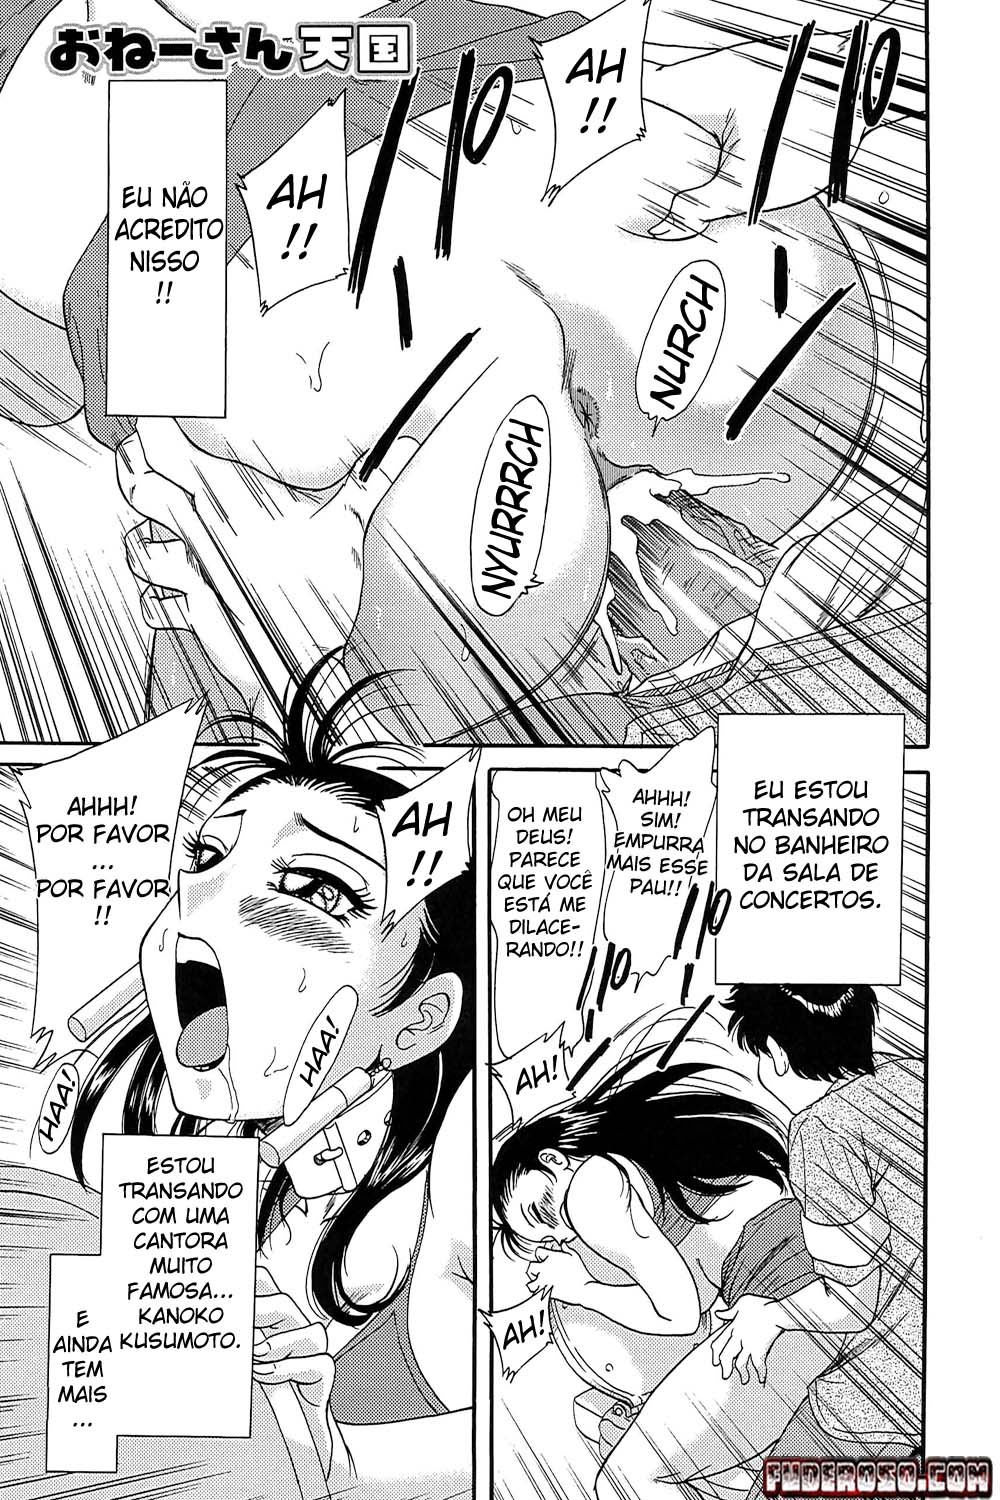 おねーさん天国
AH
!!
AH
!!
EU NÃO
ACREDITO
NISSO
!!
NURCH
NYURRRCH
EU ESTOU
TRANSANDO
NO BANHEIRO
DA SALA DE
CONCERTOS.
AHHH!
SIM!
EMPURRA
MAIS ESSE
PAU!!
OH MEU
DEUS!
PARECE
QUE VOCÊ
ESTÁ ME
DILACE-
RANDO!!
AH!
AH!
AH
!!
AHHH!
POR FAVOR
...
POR FAVOR
!!
HAA!
HAA!
ESTOU
TRANSANDO
COM UMA
CANTORA
MUITO
FAMOSA...
KANOKO
KUSUMOTO.
E
AINDA
TEM
MAIS
...
FUDEROSO.COM